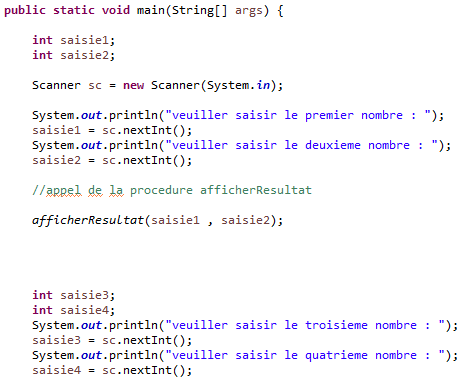 public static void main(String[] args) {
int saisie1;
int saisie2;
Scanner sc = new Scanner(System.in);
System.out.println("veuiller saisir le premier nombre : ");
saisie1 = sc.nextInt();
System.out.println("veuiller saisir le deuxieme nombre : ");
saisie2 = sc.nextInt();
//appel de la procedure afficherResultat
afficherResultat(saisie1 , saisie2);
int saisie3;
int saisie4;
System.out.println("veuiller saisir le troisieme nombre : ");
saisie3 = sc.nextInt();
System.out.println("veuiller saisir le quatrieme nombre : ");
saisie4 = sc.nextInt();